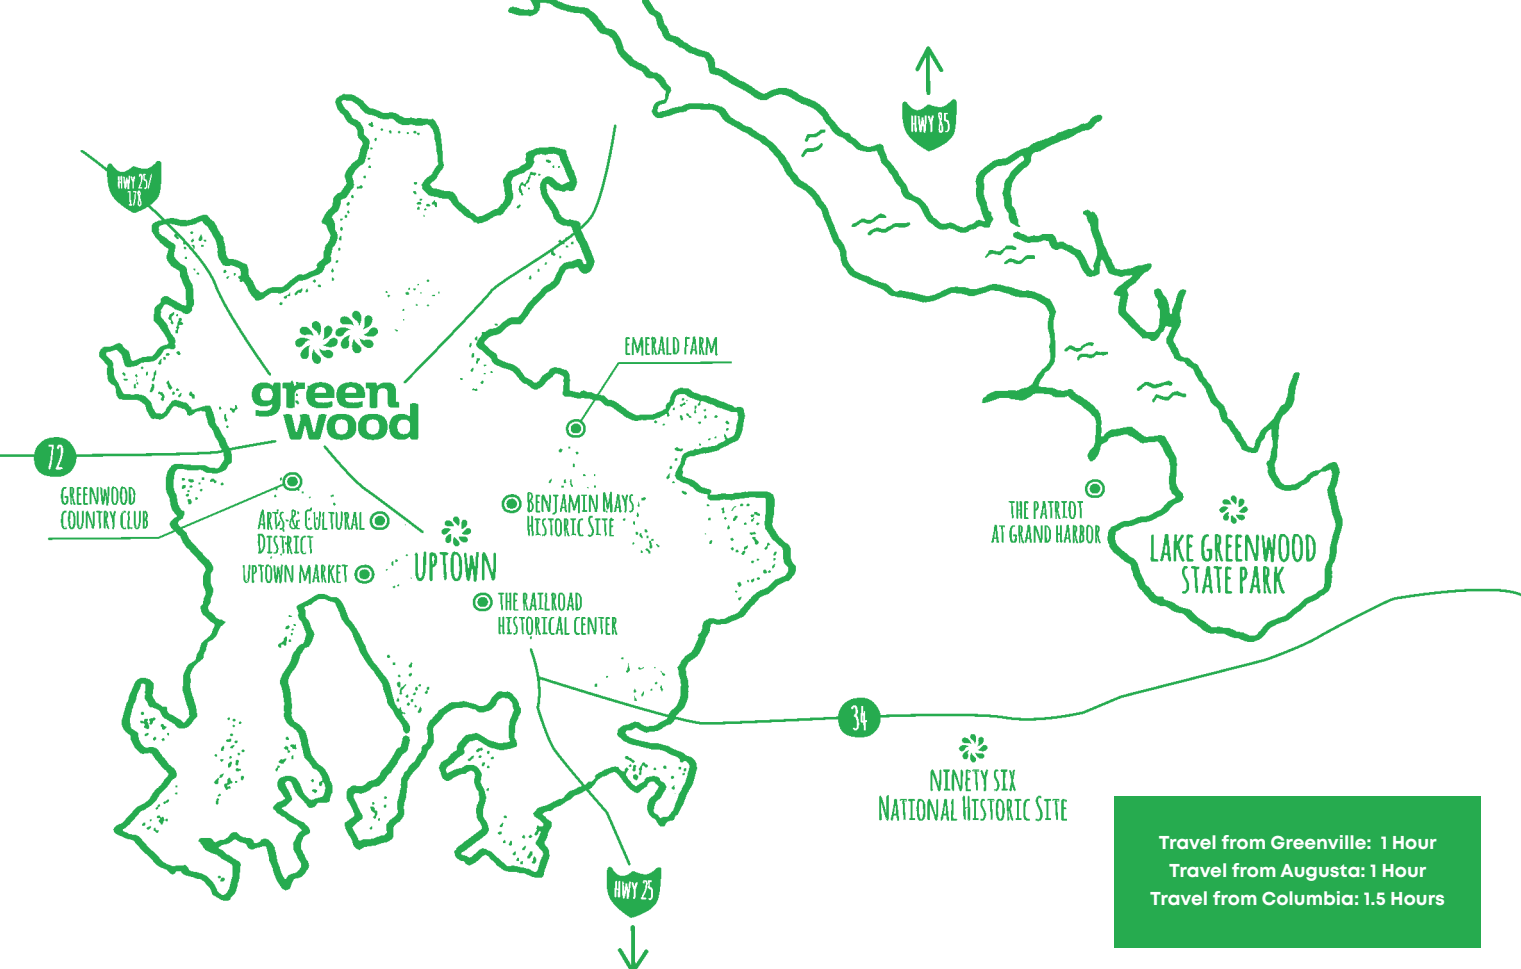 HWY 85
HWY 25/
178
EMERALD FARM
green
wood
72
GREENWOOD
COUNTRY CLUB
ARTS & CULTURAL
DISTRICT
UPTOWN MARKET
BENJAMIN MAYS
HISTORIC SITE
UPTOWN
THE RAILROAD
HISTORICAL CENTER
THE PATRIOT
AT GRAND HARBOR
LAKE GREENWOOD
STATE PARK
34
NINETY SIX
NATIONAL HISTORIC SITE
HWY 25
Travel from Greenville: 1 Hour
Travel from Augusta: 1 Hour
Travel from Columbia: 1.5 Hours